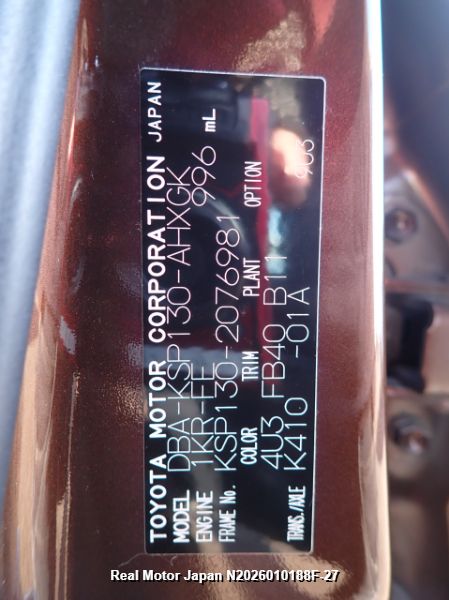 TOYOTA MOTOR CORPORATION JAPAN
MODEL DBA-KSP130-AHXGK
ENGINE 1KR-FE 996 mL
FRAME No. KSP130-2076981
COLOR TRIM PLANT OPTION
4U3 FB40 B11 903
TRANS./AXLE K410 -01A
Real Motor Japan N2026010188F-27